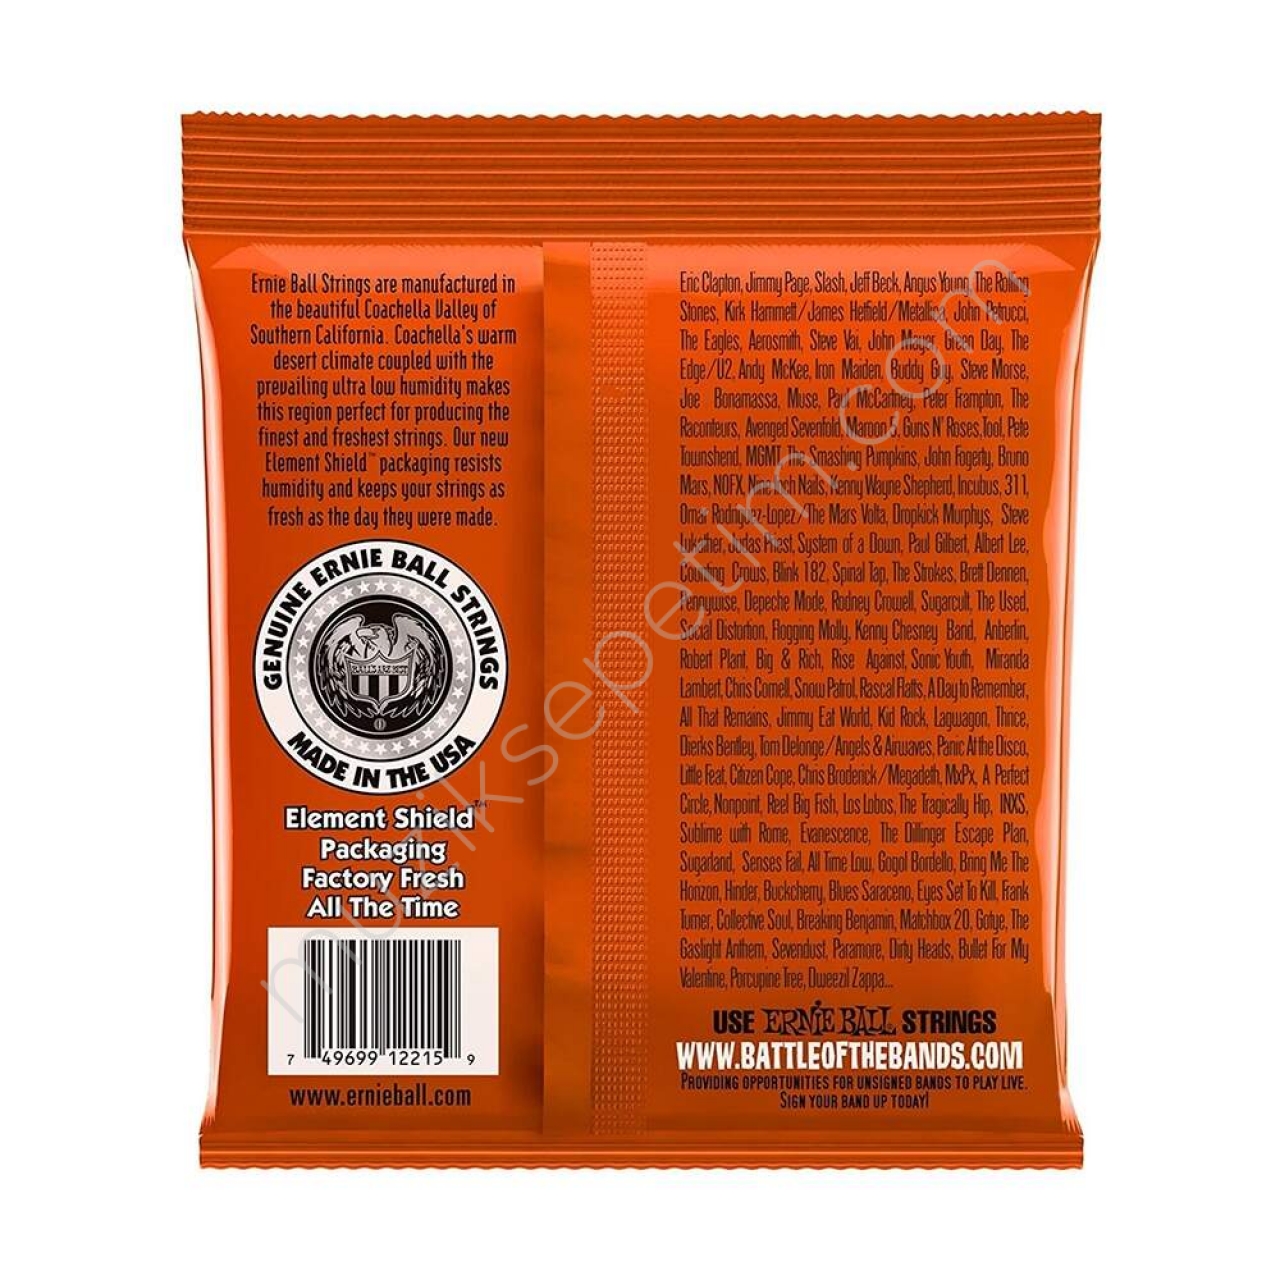 Ernie Ball Strings are manufactured in
the beautiful Coachella Valley of
Southern California. Coachella's warm
desert climate coupled with the
prevailing ultra low humidity makes
this region perfect for producing the
finest and freshest strings. Our new
Element Shield™ packaging resists
humidity and keeps your strings as
fresh as the day they were made.
GENUINE ERNIE BALL STRINGS
MADE IN THE USA
Element Shield™
Packaging
Factory Fresh
All The Time
7 49699 12215 9
www.ernieball.com
Eric Clapton, Jimmy Page, Slash, Jeff Beck, Angus Young, The Rolling
Stones, Kirk Hammett/James Hetfield/Metallica, John Petrucci,
The Eagles, Aerosmith, Steve Vai, John Mayer, Green Day, The
Edge/U2, Andy McKee, Iron Maiden, Buddy Guy, Steve Morse,
Joe Bonamassa, Muse, Paul McCartney, Peter Frampton, The
Raconteurs, Avenged Sevenfold, Maroon 5, Guns N' Roses, Tool, Pete
Townshend, MGMT, The Smashing Pumpkins, John Fogerty, Bruno
Mars, NOFX, Nine Inch Nails, Kenny Wayne Shepherd, Incubus, 311,
Omar Rodriguez-Lopez/The Mars Volta, Dropkick Murphys, Steve
Lukather, Judas Priest, System of a Down, Paul Gilbert, Albert Lee,
Counting Crows, Blink 182, Spinal Tap, The Strokes, Brett Dennen,
Pennywise, Depeche Mode, Rodney Crowell, Sugarcult, The Used,
Social Distortion, Flogging Molly, Kenny Chesney Band, Anberlin,
Robert Plant, Big & Rich, Rise Against, Sonic Youth, Miranda
Lambert, Chris Cornell, Snow Patrol, Rascal Flatts, A Day to Remember,
All That Remains, Jimmy Eat World, Kid Rock, Lagwagon, Thrice,
Dierks Bentley, Tom Delonge/Angels & Airwaves, Panic At the Disco,
Little Feat, Citizen Cope, Chris Broderick/Megadeth, MxPx, A Perfect
Circle, Nonpoint, Reel Big Fish, Los Lobos, The Tragically Hip, INXS,
Sublime with Rome, Evanescence, The Dillinger Escape Plan,
Sugarland, Senses Fail, All Time Low, Gogol Bordello, Bring Me The
Horizon, Hinder, Buckcherry, Blues Saraceno, Eyes Set To Kill, Frank
Turner, Collective Soul, Breaking Benjamin, Matchbox 20, Gotye, The
Gaslight Anthem, Sevendust, Paramore, Dirty Heads, Bullet For My
Valentine, Porcupine Tree, Dweezil Zappa...
USE ERNIE BALL® STRINGS
WWW.BATTLEOFTHEBANDS.COM
PROVIDING OPPORTUNITIES FOR UNSIGNED BANDS TO PLAY LIVE.
SIGN YOUR BAND UP TODAY!
muziksepetim.com